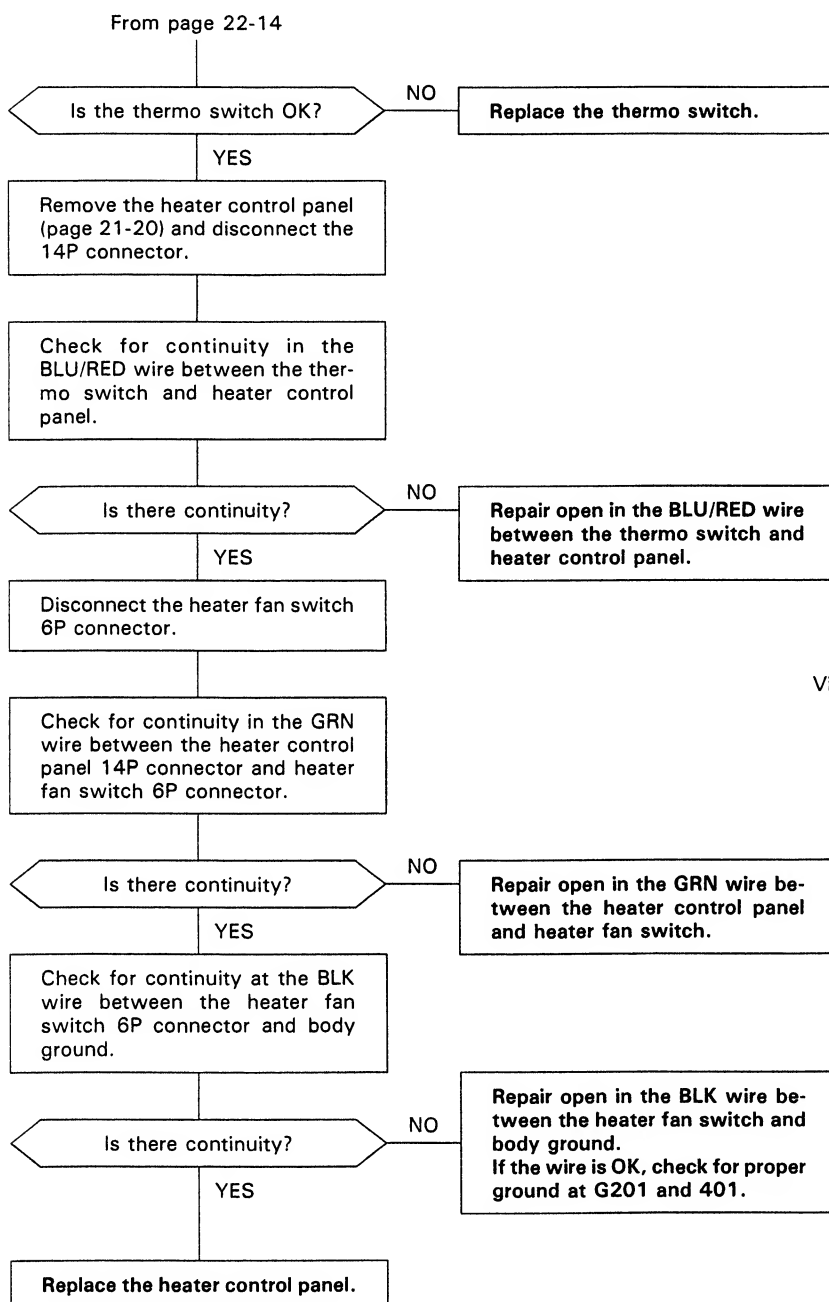 From page 22-14
Is the thermo switch OK?
NO
Replace the thermo switch.
YES
Remove the heater control panel
(page 21-20) and disconnect the
14P connector.
Check for continuity in the
BLU/RED wire between the ther-
mo switch and heater control
panel.
Is there continuity?
NO
Repair open in the BLU/RED wire
between the thermo switch and
heater control panel.
YES
Disconnect the heater fan switch
6P connector.
Check for continuity in the GRN
wire between the heater control
panel 14P connector and heater
fan switch 6P connector.
Is there continuity?
NO
Repair open in the GRN wire be-
tween the heater control panel
and heater fan switch.
YES
Check for continuity at the BLK
wire between the heater fan
switch 6P connector and body
ground.
Is there continuity?
NO
Repair open in the BLK wire be-
tween the heater fan switch and
body ground.
If the wire is OK, check for proper
ground at G201 and 401.
YES
Replace the heater control panel.